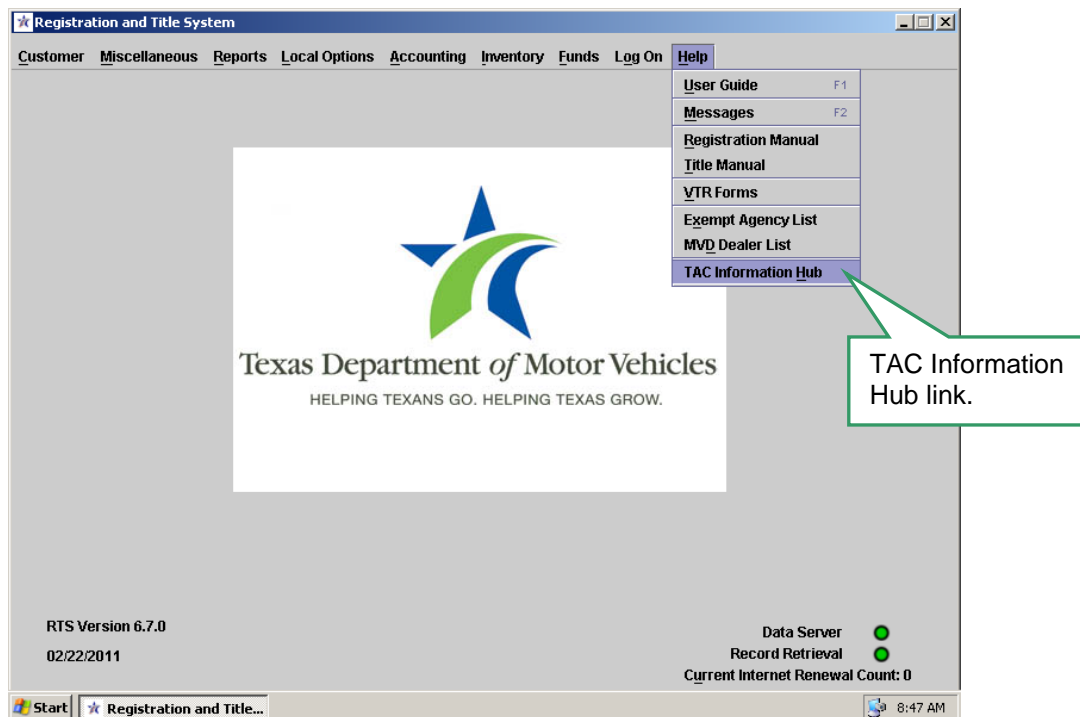 Registration and Title System
Customer Miscellaneous Reports Local Options Accounting Inventory Funds Log On Help
User Guide F1
Messages F2
Registration Manual
Title Manual
VTR Forms
Exempt Agency List
MVD Dealer List
TAC Information Hub
TAC Information
Hub link.
Texas Department of Motor Vehicles
HELPING TEXANS GO. HELPING TEXAS GROW.
RTS Version 6.7.0
02/22/2011
Data Server
Record Retrieval
Current Internet Renewal Count: 0
Start Registration and Title... 8:47 AM